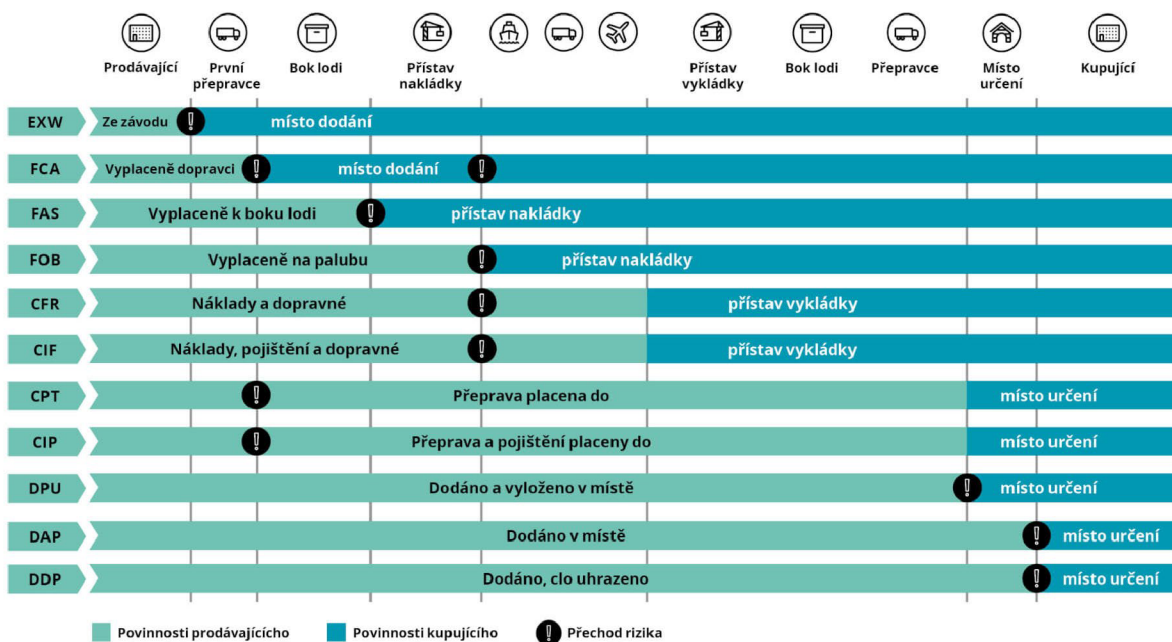 Prodávající
První
přepravce
Bok lodi
Přístav
nakládky
Přístav
vykládky
Bok lodi
Přepravce
Místo
určení
Kupující
EXW Ze závodu ! místo dodání
FCA Vyplaceně dopravci ! místo dodání !
FAS Vyplaceně k boku lodi ! přístav nakládky
FOB Vyplaceně na palubu ! přístav nakládky
CFR Náklady a dopravné ! přístav vykládky
CIF Náklady, pojištění a dopravné ! přístav vykládky
CPT ! Přeprava placena do místo určení
CIP ! Přeprava a pojištění placeny do místo určení
DPU Dodáno a vyloženo v místě ! místo určení
DAP Dodáno v místě ! místo určení
DDP Dodáno, clo uhrazeno ! místo určení
Povinnosti prodávajícícho Povinnosti kupujícího ! Přechod rizika